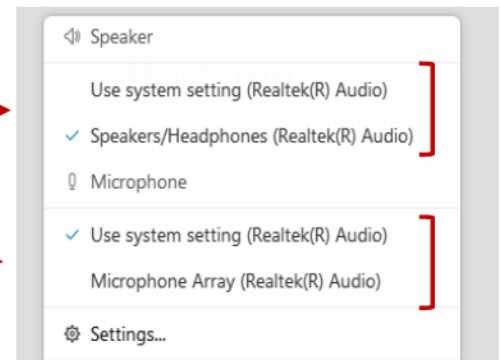 Speaker
Use system setting (Realtek(R) Audio)
Speakers/Headphones (Realtek(R) Audio)
Microphone
Use system setting (Realtek(R) Audio)
Microphone Array (Realtek(R) Audio)
Settings...